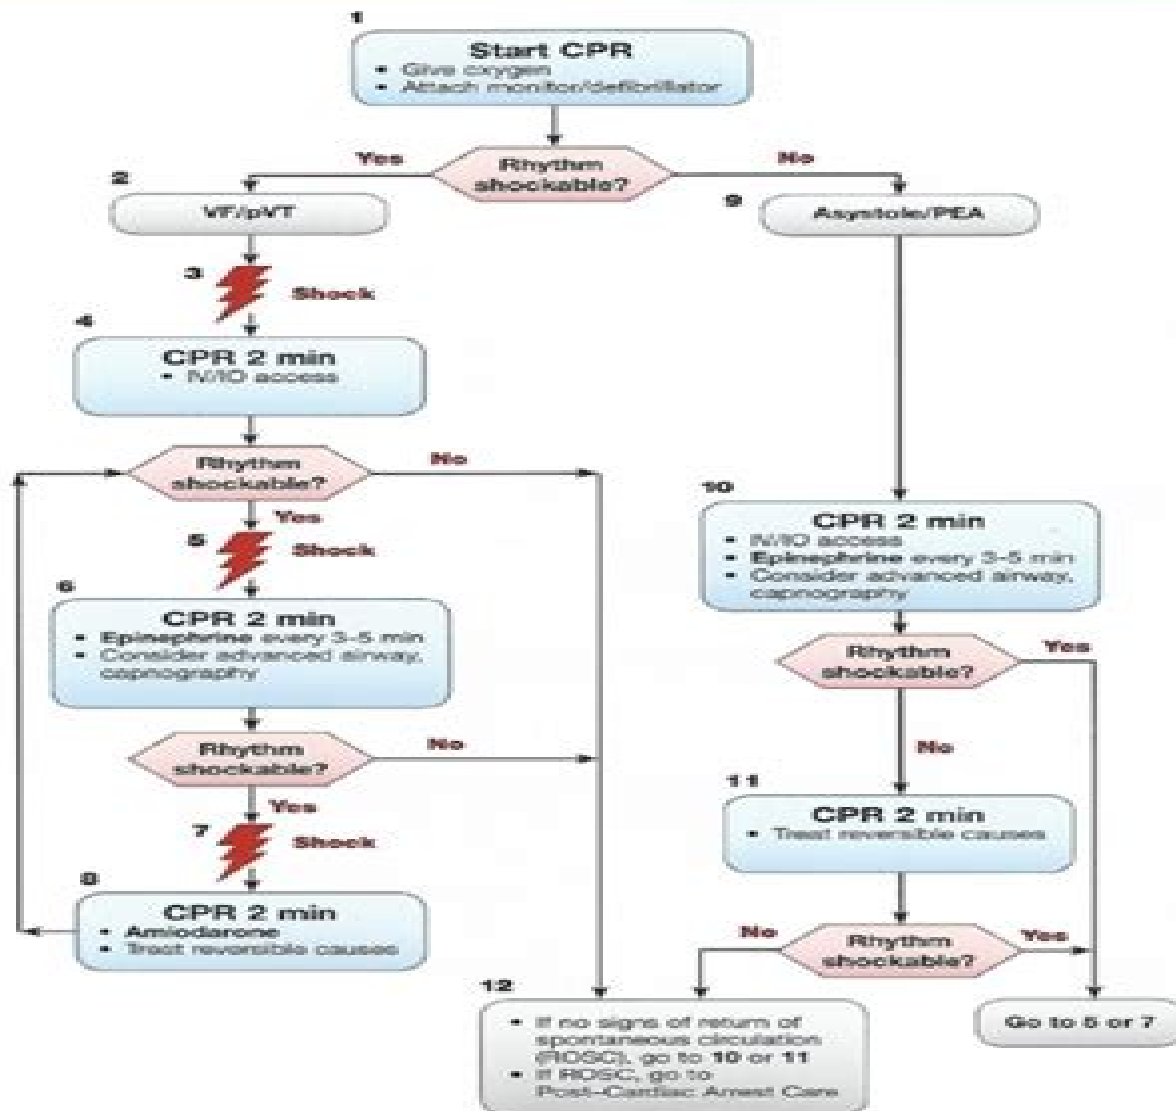 1
Start CPR
• Give oxygen
• Attach monitor/defibrillator
Rhythm
shockable?
Yes
No
2
VF/pVT
9
Asystole/PEA
3
Shock
4
CPR 2 min
• IV/IO access
Rhythm
shockable?
No
Yes
5
Shock
6
CPR 2 min
• Epinephrine every 3-5 min
• Consider advanced airway,
capnography
Rhythm
shockable?
No
Yes
7
Shock
8
CPR 2 min
• Amiodarone
• Treat reversible causes
10
CPR 2 min
• IV/IO access
• Epinephrine every 3-5 min
• Consider advanced airway,
capnography
Rhythm
shockable?
Yes
No
11
CPR 2 min
• Treat reversible causes
Rhythm
shockable?
No
Yes
12
• If no signs of return of
spontaneous circulation
(ROSC), go to 10 or 11
• If ROSC, go to
Post-Cardiac Arrest Care
Go to 5 or 7